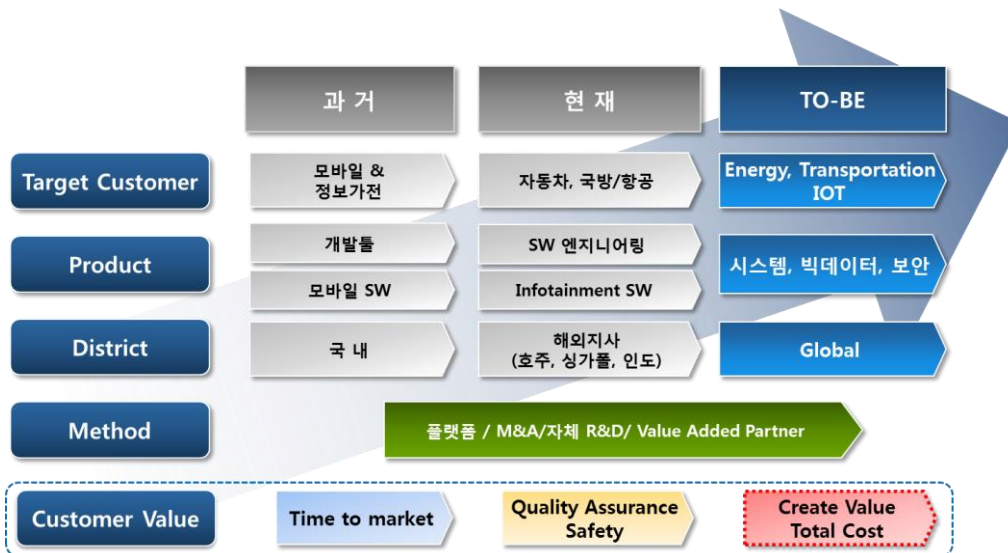 과 거
현 재
TO-BE
Target Customer
모바일 &
정보가전
자동차, 국방/항공
Energy, Transportation
IOT
Product
개발툴
SW 엔지니어링
시스템, 빅데이터, 보안
모바일 SW
Infotainment SW
District
국 내
해외지사
(호주, 싱가폴, 인도)
Global
Method
플랫폼 / M&A/자체 R&D/ Value Added Partner
Customer Value
Time to market
Quality Assurance
Safety
Create Value
Total Cost